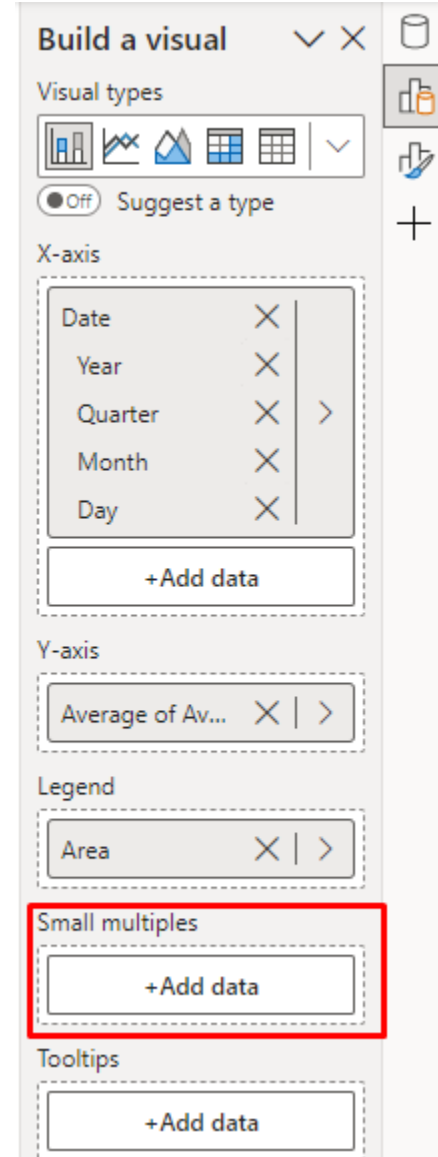 Build a visual
Visual types
Off Suggest a type
X-axis
Date
Year
Quarter
Month
Day
+Add data
Y-axis
Average of Av...
Legend
Area
Small multiples
+Add data
Tooltips
+Add data